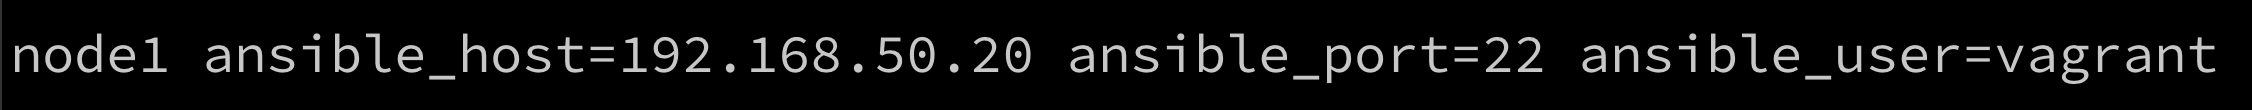 node1 ansible_host=192.168.50.20 ansible_port=22 ansible_user=vagrant